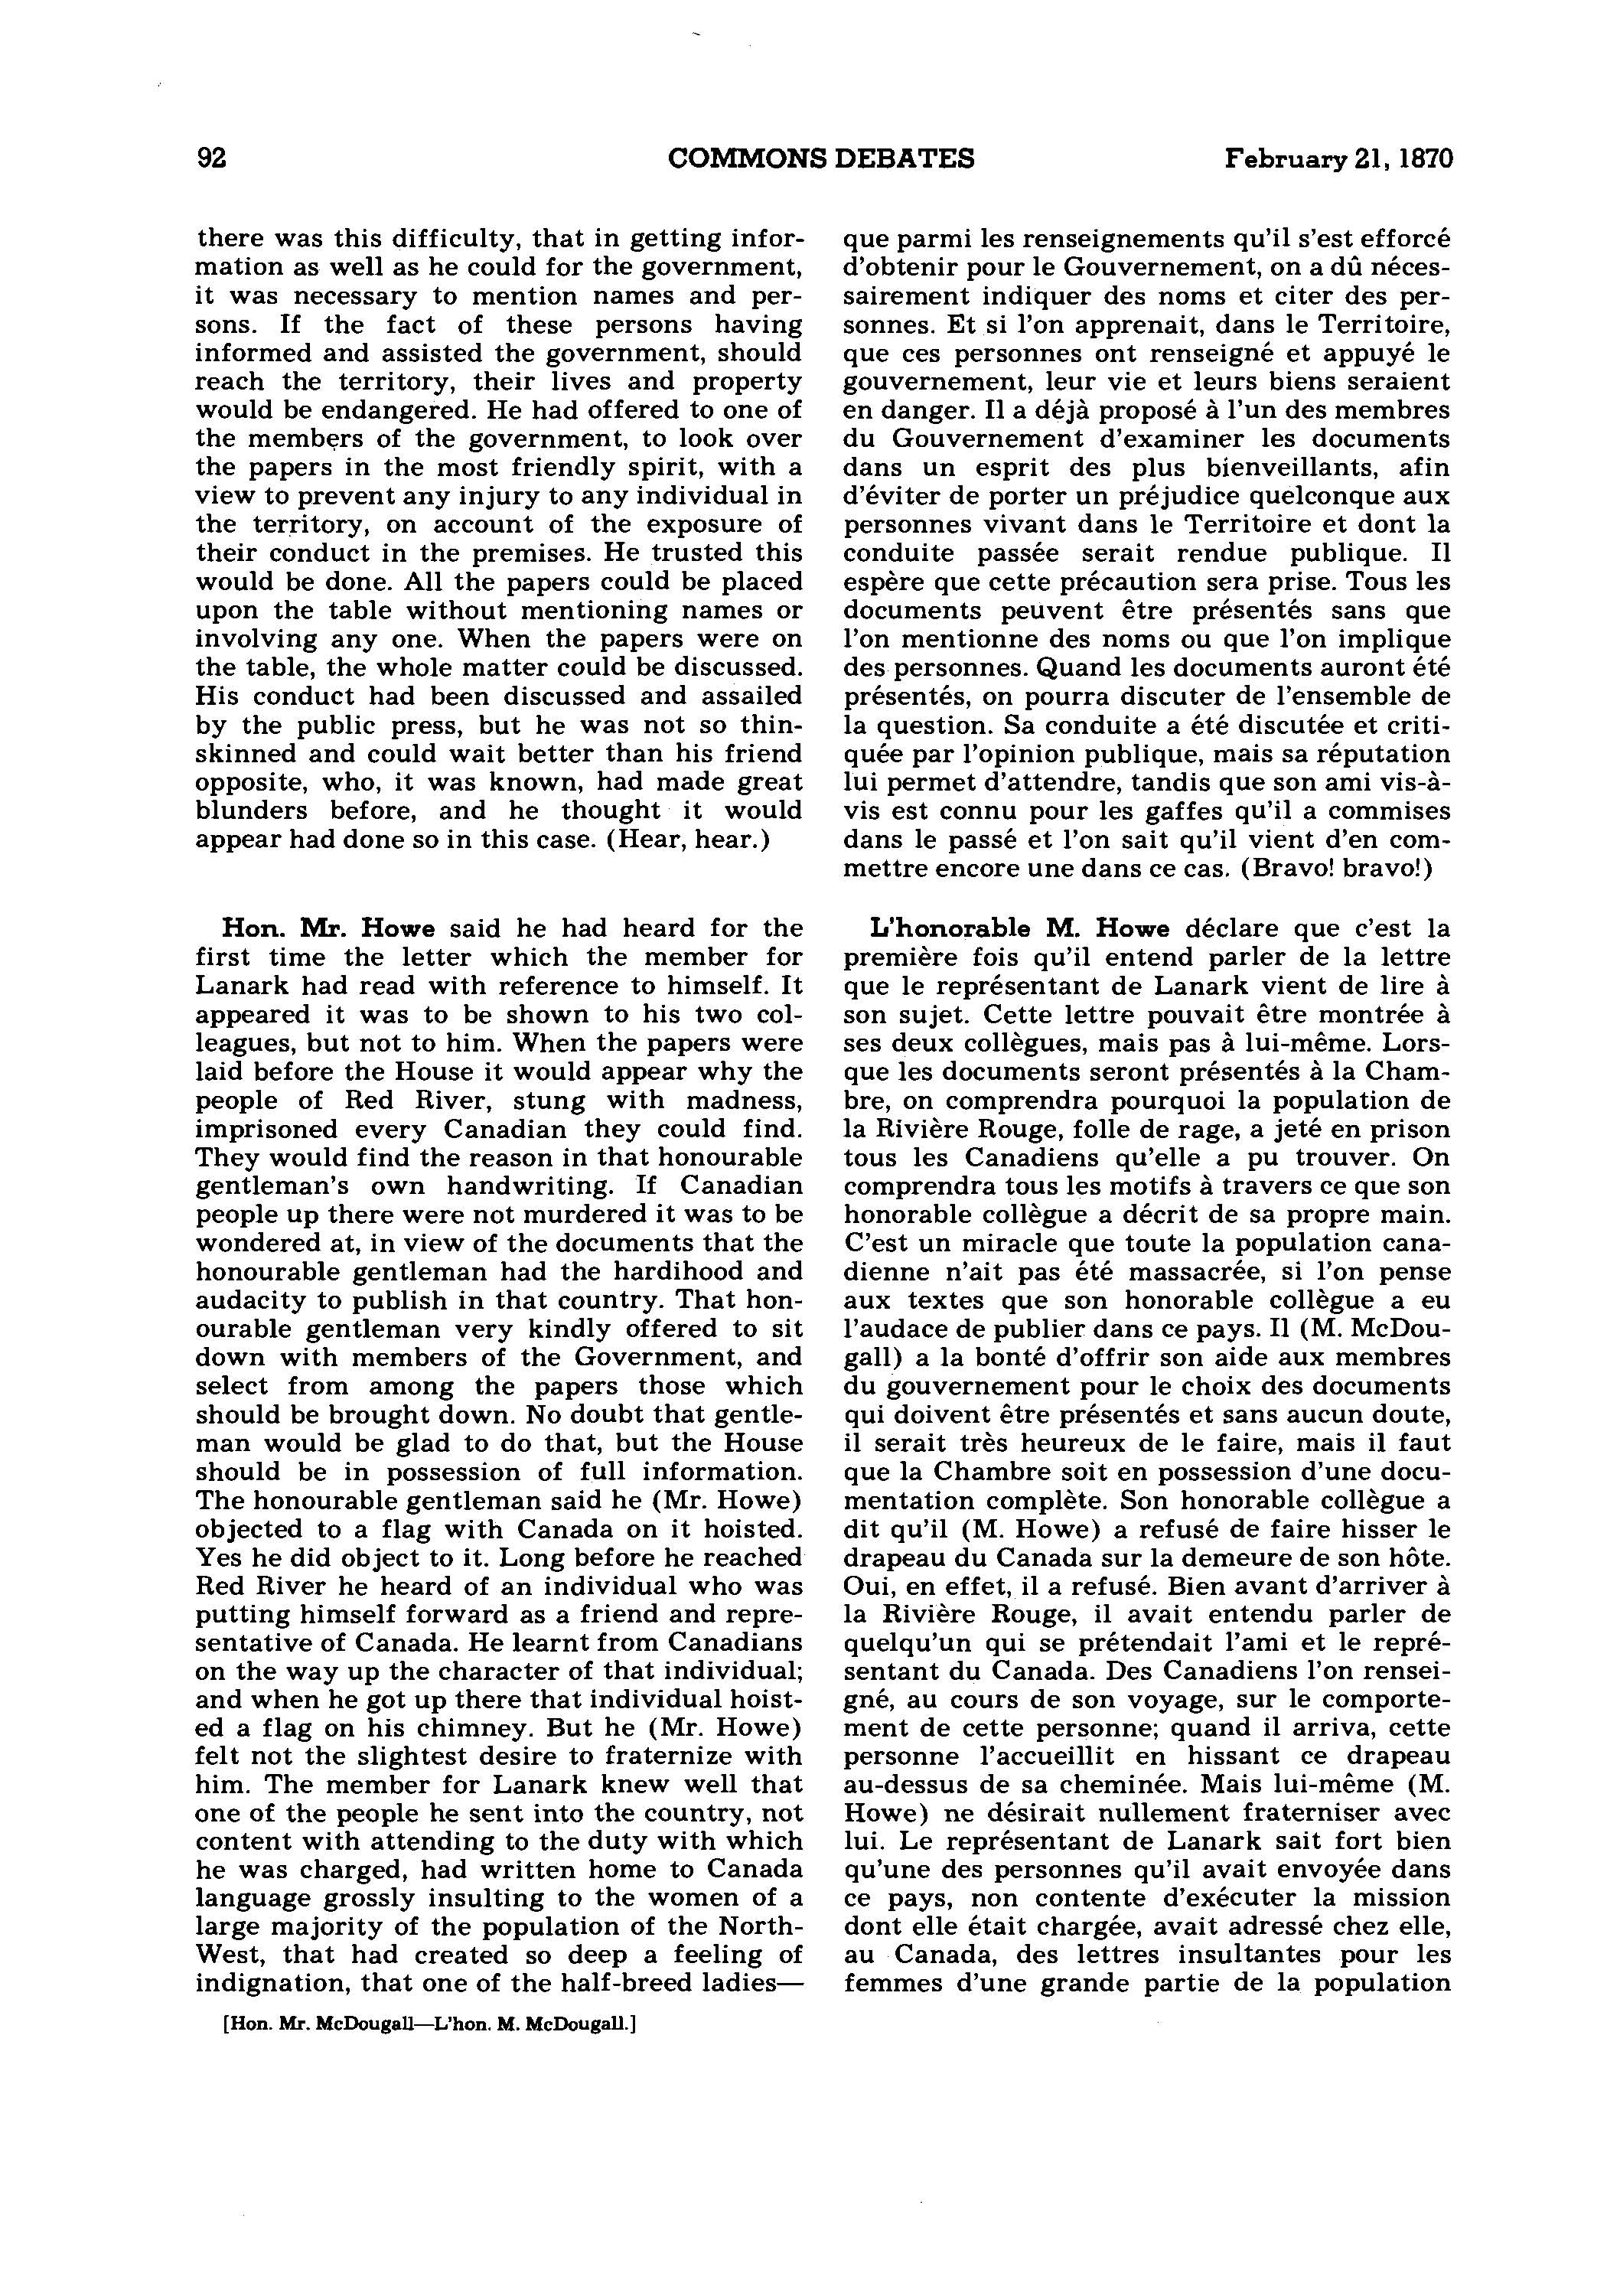 92 COMMONS DEBATES February 21, 1870
there was this difficulty, that in getting infor-
mation as well as he could for the government,
it was necessary to mention names and per-
sons. If the fact of these persons having
informed and assisted the government, should
reach the territory, their lives and property
would be endangered. He had offered to one of
the members of the government, to look over
the papers in the most friendly spirit, with a
view to prevent any injury to any individual in
the territory, on account of the exposure of
their conduct in the premises. He trusted this
would be done. All the papers could be placed
upon the table without mentioning names or
involving any one. When the papers were on
the table, the whole matter could be discussed.
His conduct had been discussed and assailed
by the public press, but he was not so thin-
skinned and could wait better than his friend
opposite, who, it was known, had made great
blunders before, and he thought it would
appear had done so in this case. (Hear, hear.)
Hon. Mr. Howe said he had heard for the
first time the letter which the member for
Lanark had read with reference to himself. It
appeared it was to be shown to his two col-
leagues, but not to him. When the papers were
laid before the House it would appear why the
people of Red River, stung with madness,
imprisoned every Canadian they could find.
They would find the reason in that honourable
gentleman's own handwriting. If Canadian
people up there were not murdered it was to be
wondered at, in view of the documents that the
honourable gentleman had the hardihood and
audacity to publish in that country. That hon-
ourable gentleman very kindly offered to sit
down with members of the Government, and
select from among the papers those which
should be brought down. No doubt that gentle-
man would be glad to do that, but the House
should be in possession of full information.
The honourable gentleman said he (Mr. Howe)
objected to a flag with Canada on it hoisted.
Yes he did object to it. Long before he reached
Red River he heard of an individual who was
putting himself forward as a friend and repre-
sentative of Canada. He learnt from Canadians
on the way up the character of that individual;
and when he got up there that individual hoist-
ed a flag on his chimney. But he (Mr. Howe)
felt not the slightest desire to fraternize with
him. The member for Lanark knew well that
one of the people he sent into the country, not
content with attending to the duty with which
he was charged, had written home to Canada
language grossly insulting to the women of a
large majority of the population of the North-
West, that had created so deep a feeling of
indignation, that one of the half-breed ladies—
[Hon. Mr. McDougall—L'hon. M. McDougall.]
que parmi les renseignements qu'il s'est efforcé
d'obtenir pour le Gouvernement, on a dû néces-
sairement indiquer des noms et citer des per-
sonnes. Et si l'on apprenait, dans le Territoire,
que ces personnes ont renseigné et appuyé le
gouvernement, leur vie et leurs biens seraient
en danger. Il a déjà proposé à l'un des membres
du Gouvernement d'examiner les documents
dans un esprit des plus bienveillants, afin
d'éviter de porter un préjudice quelconque aux
personnes vivant dans le Territoire et dont la
conduite passée serait rendue publique. Il
espère que cette précaution sera prise. Tous les
documents peuvent être présentés sans que
l'on mentionne des noms ou que l'on implique
des personnes. Quand les documents auront été
présentés, on pourra discuter de l'ensemble de
la question. Sa conduite a été discutée et criti-
quée par l'opinion publique, mais sa réputation
lui permet d'attendre, tandis que son ami vis-à-
vis est connu pour les gaffes qu'il a commises
dans le passé et l'on sait qu'il vient d'en com-
mettre encore une dans ce cas. (Bravo! bravo!)
L'honorable M. Howe déclare que c'est la
première fois qu'il entend parler de la lettre
que le représentant de Lanark vient de lire à
son sujet. Cette lettre pouvait être montrée à
ses deux collègues, mais pas à lui-même. Lors-
que les documents seront présentés à la Cham-
bre, on comprendra pourquoi la population de
la Rivière Rouge, folle de rage, a jeté en prison
tous les Canadiens qu'elle a pu trouver. On
comprendra tous les motifs à travers ce que son
honorable collègue a décrit de sa propre main.
C'est un miracle que toute la population cana-
dienne n'ait pas été massacrée, si l'on pense
aux textes que son honorable collègue a eu
l'audace de publier dans ce pays. Il (M. McDou-
gall) a la bonté d'offrir son aide aux membres
du gouvernement pour le choix des documents
qui doivent être présentés et sans aucun doute,
il serait très heureux de le faire, mais il faut
que la Chambre soit en possession d'une docu-
mentation complète. Son honorable collègue a
dit qu'il (M. Howe) a refusé de faire hisser le
drapeau du Canada sur la demeure de son hôte.
Oui, en effet, il a refusé. Bien avant d'arriver à
la Rivière Rouge, il avait entendu parler de
quelqu'un qui se prétendait l'ami et le repré-
sentant du Canada. Des Canadiens l'on rensei-
gné, au cours de son voyage, sur le comporte-
ment de cette personne; quand il arriva, cette
personne l'accueillit en hissant ce drapeau
au-dessus de sa cheminée. Mais lui-même (M.
Howe) ne désirait nullement fraterniser avec
lui. Le représentant de Lanark sait fort bien
qu'une des personnes qu'il avait envoyée dans
ce pays, non contente d'exécuter la mission
dont elle était chargée, avait adressé chez elle,
au Canada, des lettres insultantes pour les
femmes d'une grande partie de la population